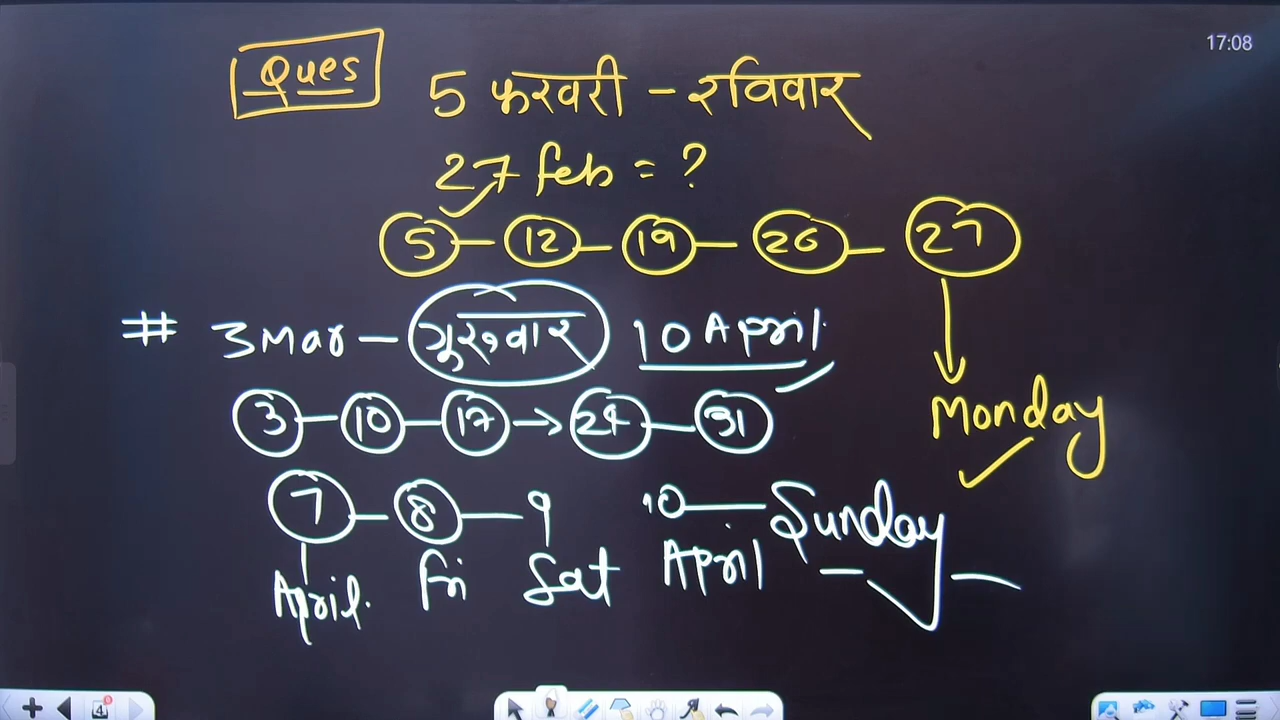 17:08
Ques 5 फरवरी - रविवार
27 feb = ?
5 - 12 - 19 - 26 - 27
# 3 Mar - गुरुवार 10 April
3 - 10 - 17 → 24 - 31
Monday
7 - 8 - 9 10 - Sunday
April. Fri Sat April
4